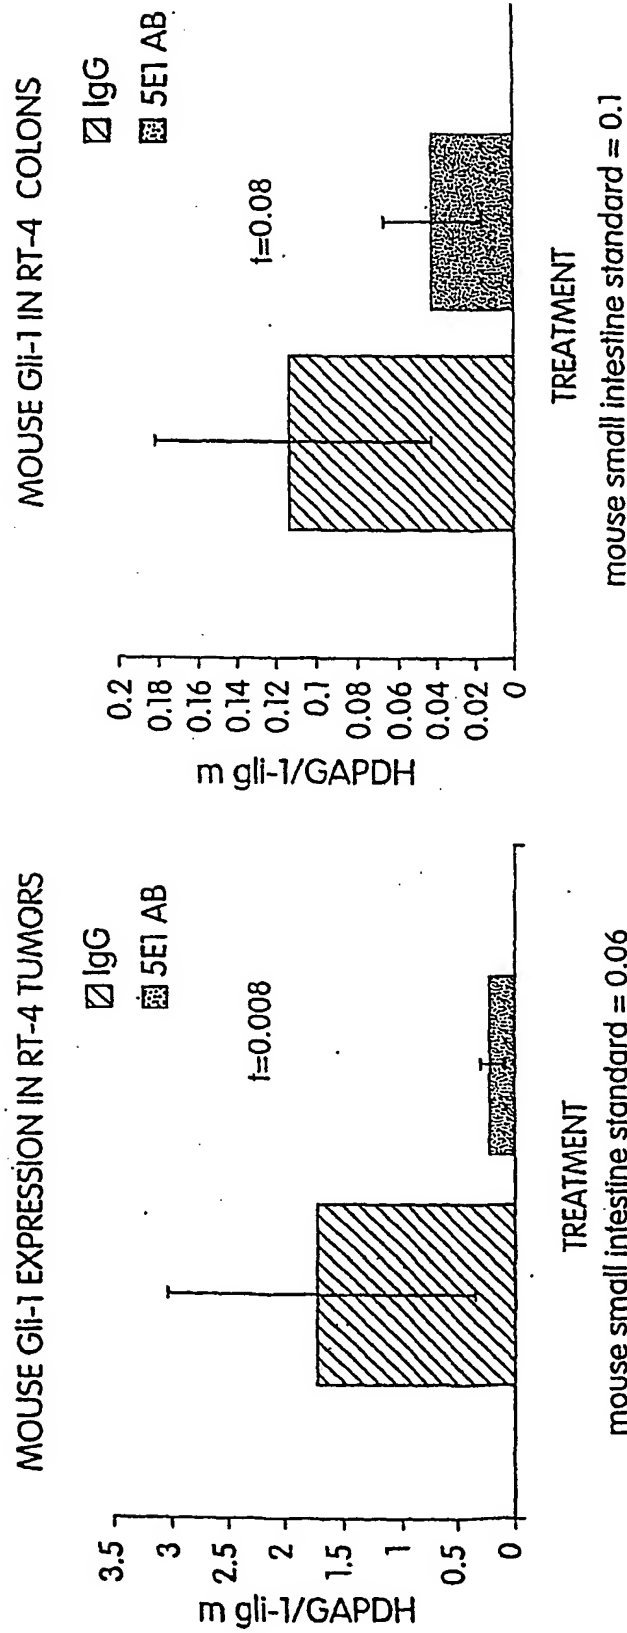 MOUSE Gli-1 EXPRESSION IN RT-4 TUMORS
IgG
5E1 AB
t=0.008
3.5
3
2.5
2
1.5
1
0.5
0
m gli-1/GAPDH
TREATMENT
mouse small intestine standard = 0.06
MOUSE Gli-1 IN RT-4 COLONS
IgG
5E1 AB
t=0.08
0.2
0.18
0.16
0.14
0.12
0.1
0.08
0.06
0.04
0.02
0
m gli-1/GAPDH
TREATMENT
mouse small intestine standard = 0.1